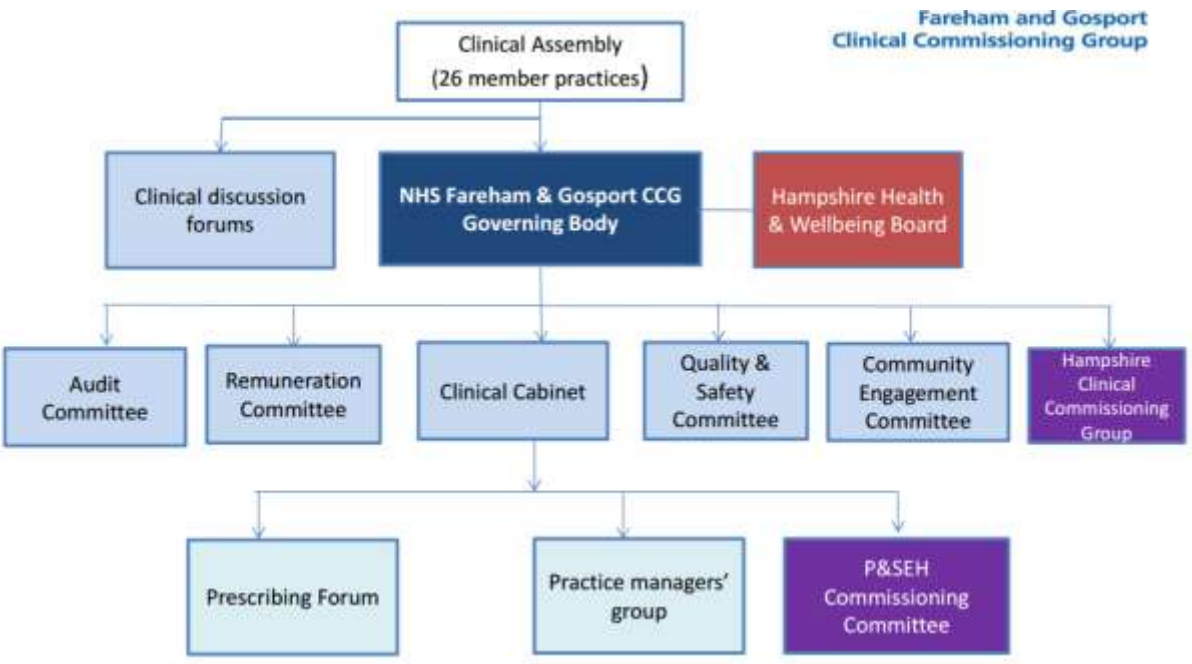 Fareham and Gosport
Clinical Commissioning Group
Clinical Assembly
(26 member practices)
Clinical discussion
forums
NHS Fareham & Gosport CCG
Governing Body
Hampshire Health
& Wellbeing Board
Audit
Committee
Remuneration
Committee
Clinical Cabinet
Quality &
Safety
Committee
Community
Engagement
Committee
Hampshire
Clinical
Commissioning
Group
Prescribing Forum
Practice managers’
group
P&SEH
Commissioning
Committee